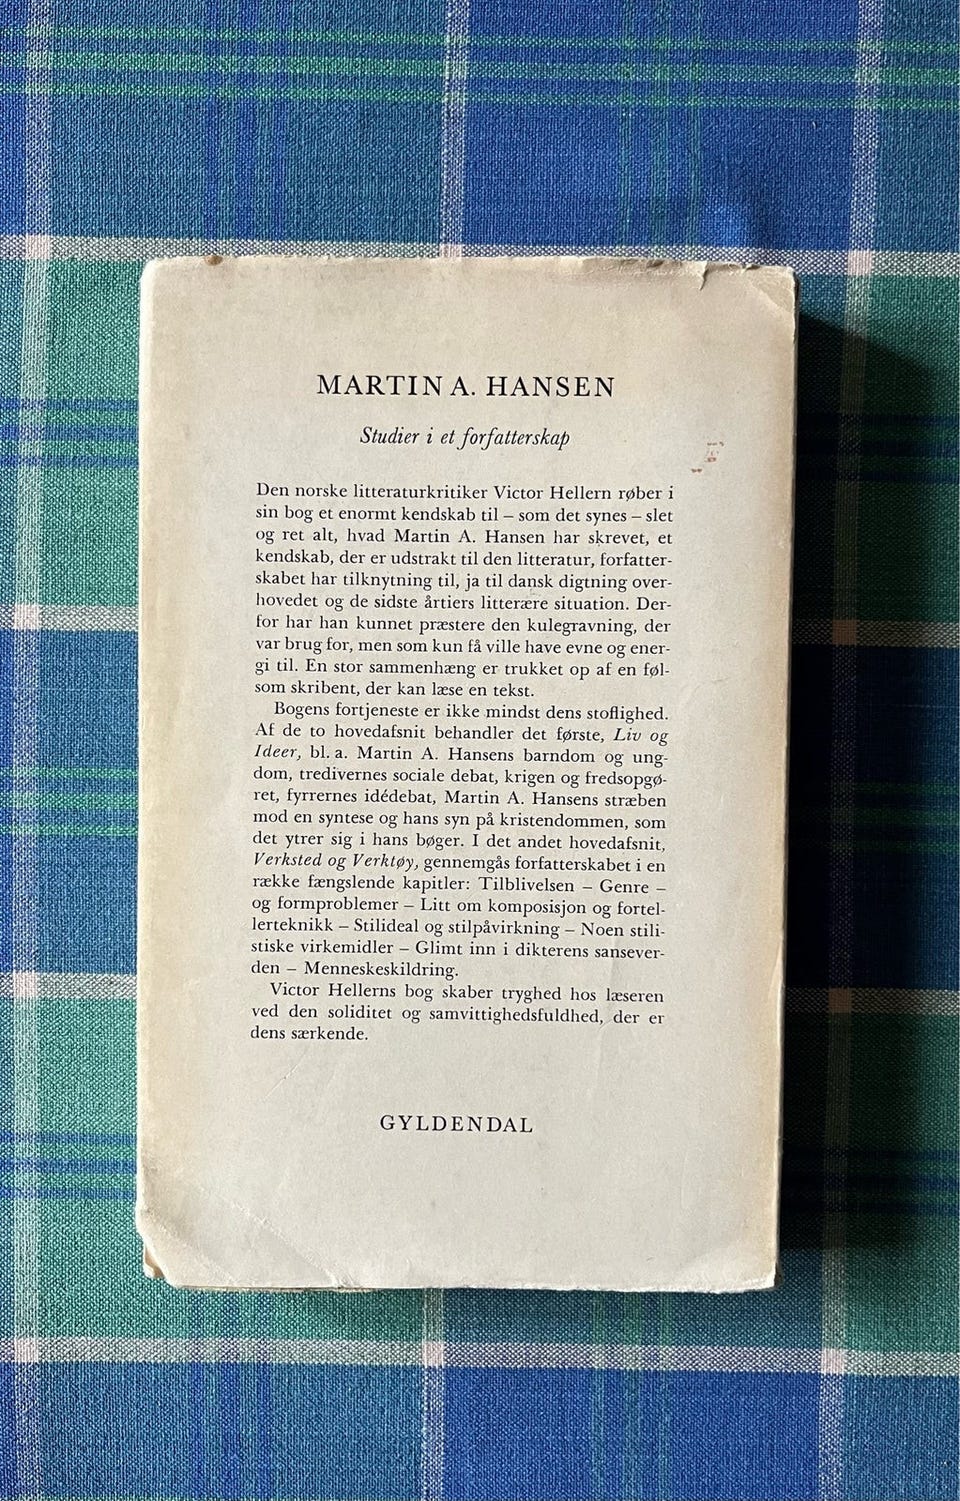 MARTIN A. HANSEN
Studier i et forfatterskap
Den norske litteraturkritiker Victor Hellern røber i
sin bog et enormt kendskab til – som det synes – slet
og ret alt, hvad Martin A. Hansen har skrevet, et
kendskab, der er udstrakt til den litteratur, forfatter-
skabet har tilknytning til, ja til dansk digtning over-
hovedet og de sidste årtiers litterære situation. Der-
for har han kunnet præstere den kulegravning, der
var brug for, men som kun få ville have evne og ener-
gi til. En stor sammenhæng er trukket op af en føl-
som skribent, der kan læse en tekst.
Bogens fortjeneste er ikke mindst dens stoflighed.
Af de to hovedafsnit behandler det første, Liv og
Ideer, bl. a. Martin A. Hansens barndom og ung-
dom, tredivernes sociale debat, krigen og fredsopgø-
ret, fyrrernes idédebat, Martin A. Hansens stræben
mod en syntese og hans syn på kristendommen, som
det ytrer sig i hans bøger. I det andet hovedafsnit,
Verksted og Verktøy, gennemgås forfatterskabet i en
række fængslende kapitler: Tilblivelsen – Genre –
og formproblemer – Litt om komposisjon og fortel-
lerteknikk – Stilideal og stilpåvirkning – Noen stili-
stiske virkemidler – Glimt inn i dikterens sansever-
den – Menneskeskildring.
Victor Hellerns bog skaber tryghed hos læseren
ved den soliditet og samvittighedsfuldhed, der er
dens særkende.
GYLDENDAL